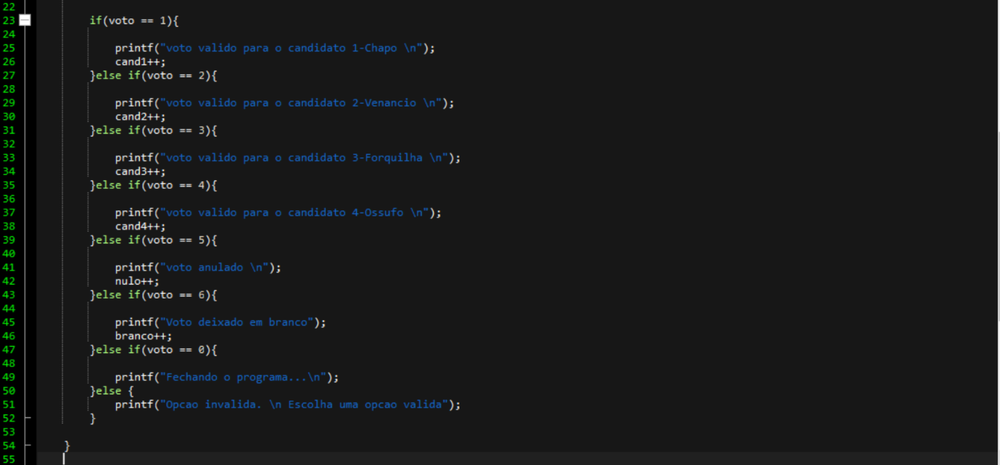 22
23 if(voto == 1){
24
25 printf("voto valido para o candidato 1-Chapo \n");
26 cand1++;
27 }else if(voto == 2){
28
29 printf("voto valido para o candidato 2-Venancio \n");
30 cand2++;
31 }else if(voto == 3){
32
33 printf("voto valido para o candidato 3-Forquilha \n");
34 cand3++;
35 }else if(voto == 4){
36
37 printf("voto valido para o candidato 4-Ossufo \n");
38 cand4++;
39 }else if(voto == 5){
40
41 printf("voto anulado \n");
42 nulo++;
43 }else if(voto == 6){
44
45 printf("Voto deixado em branco");
46 branco++;
47 }else if(voto == 0){
48
49 printf("Fechando o programa...\n");
50 }else {
51 printf("Opcao invalida. \n Escolha uma opcao valida");
52 }
53
54 }
55